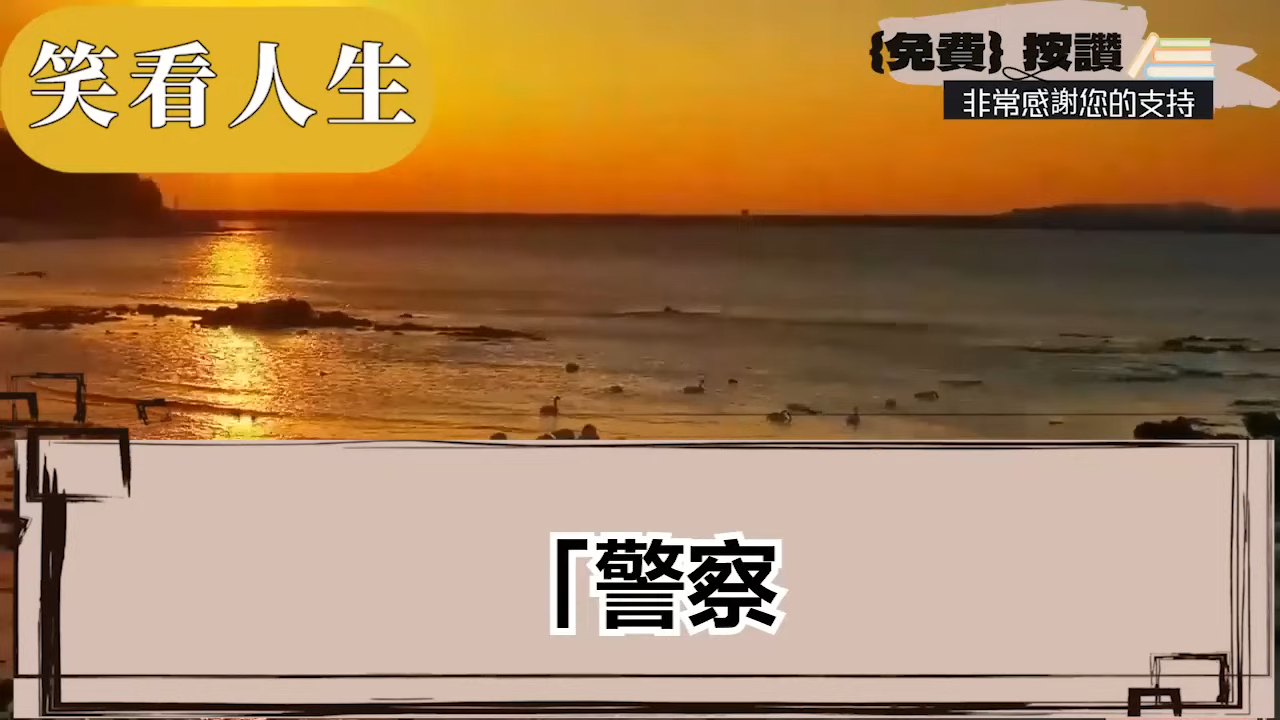 笑看人生
{免費} 按讚
非常感謝您的支持
「警察